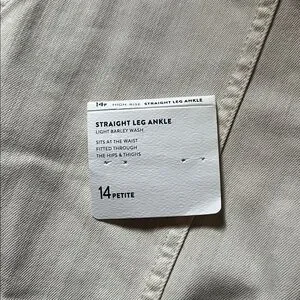 14P HIGH-RISE STRAIGHT LEG ANKLE
STRAIGHT LEG ANKLE
LIGHT BARLEY WASH
SITS AT THE WAIST
FITTED THROUGH
THE HIPS & THIGHS
14 PETITE